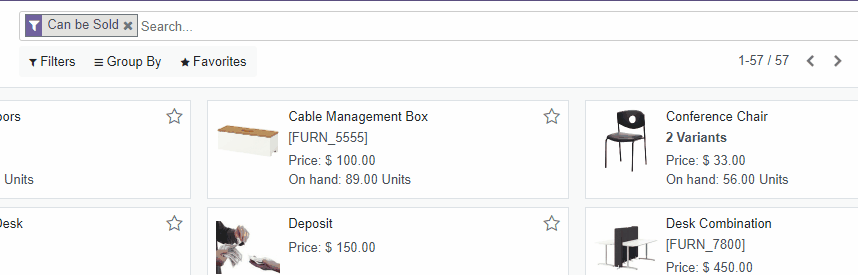 Can be Sold × Search...
Filters Group By Favorites
1-57 / 57
oors
Units
Cable Management Box
[FURN_5555]
Price: $ 100.00
On hand: 89.00 Units
Conference Chair
2 Variants
Price: $ 33.00
On hand: 56.00 Units
Desk
Deposit
Price: $ 150.00
Desk Combination
[FURN_7800]
Price: $ 450.00